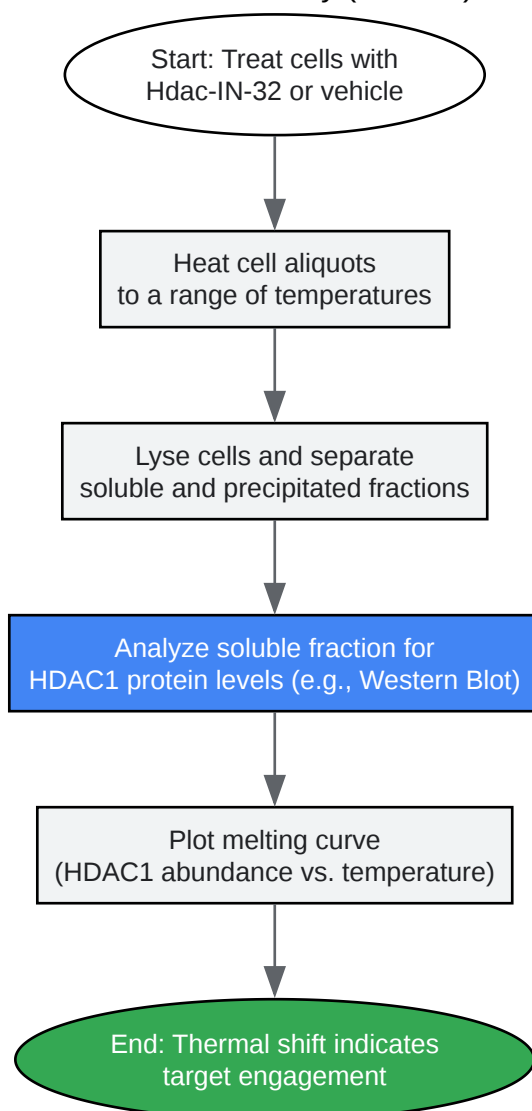 Start: Treat cells with
Hdac-IN-32 or vehicle
Heat cell aliquots
to a range of temperatures
Lyse cells and separate
soluble and precipitated fractions
Analyze soluble fraction for
HDAC1 protein levels (e.g., Western Blot)
Plot melting curve
(HDAC1 abundance vs. temperature)
End: Thermal shift indicates
target engagement